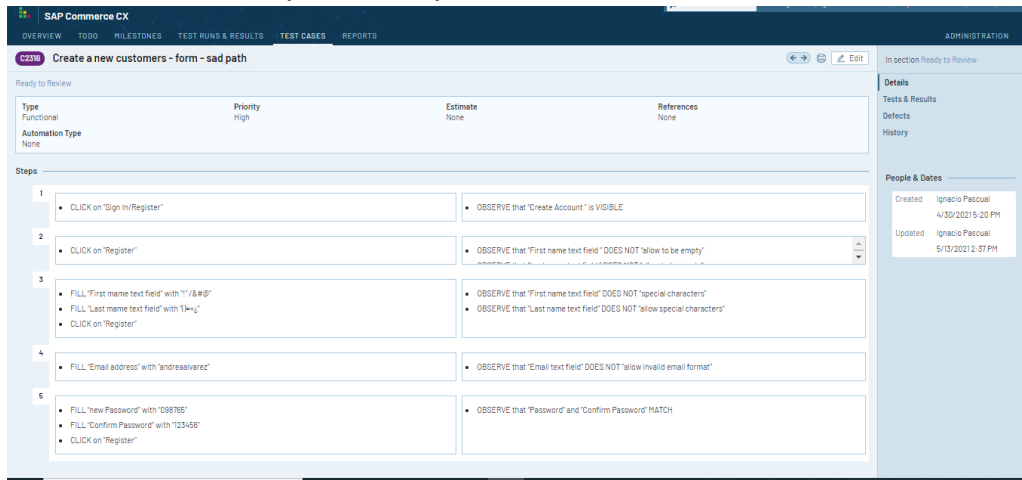 SAP Commerce CX
OVERVIEW TODO MILESTONES TEST RUNS & RESULTS TEST CASES REPORTS ADMINISTRATION
C2316 Create a new customers - form - sad path
Edit
In section Ready to Review.
Ready to Review
Details
Tests & Results
Defects
History
Type
Functional
Priority
High
Estimate
None
References
None
Automation Type
None
People & Dates
Created Ignacio Pascual
4/30/2021 5:20 PM
Updated Ignacio Pascual
5/13/2021 2:37 PM
Steps
1
CLICK on "Sign In/Register"
OBSERVE that "Create Account " is VISIBLE
2
CLICK on "Register"
OBSERVE that "First name text field " DOES NOT "allow to be empty"
3
FILL "First mame text field" with "!"·/&#@"
FILL "Last mame text field" with "()=+¿"
CLICK on "Register"
OBSERVE that "First name text field" DOES NOT "special characters"
OBSERVE that "Last name text field" DOES NOT "allow special characters"
4
FILL "Email address" with "andreaalvarez"
OBSERVE that "Email text field" DOES NOT "allow invalid email format"
5
FILL "new Password" with "098765"
FILL "Confirm Password" with "123456"
CLICK on "Register"
OBSERVE that "Password" and "Confirm Password" MATCH